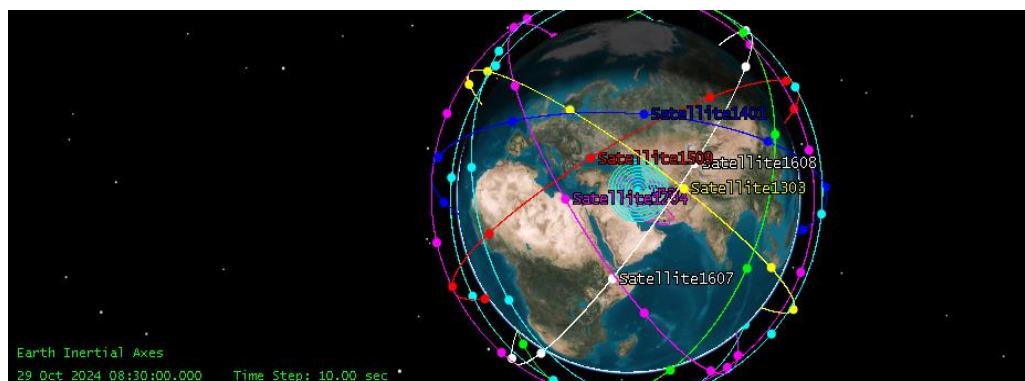 Satellite1401
Satellite1509
Satellite1608
Satellite1303
Satellite1204
Satellite1607
Earth Inertial Axes
29 Oct 2024 08:30:00.000 Time Step: 10.00 sec